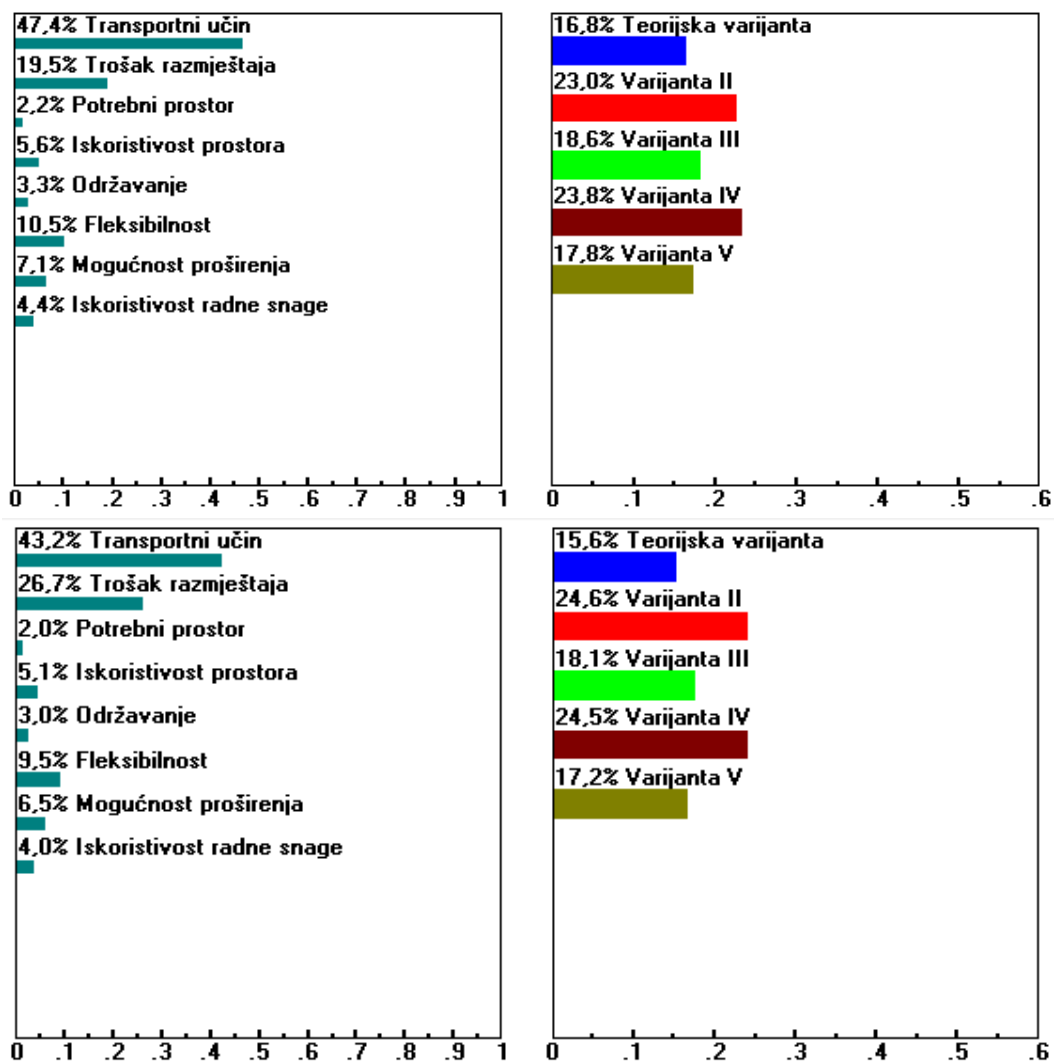 47,4% Transportni učin
19,5% Trošak razmještaja
2,2% Potrebni prostor
5,6% Iskoristivost prostora
3,3% Održavanje
10,5% Fleksibilnost
7,1% Mogućnost proširenja
4,4% Iskoristivost radne snage
0 .1 .2 .3 .4 .5 .6 .7 .8 .9 1
16,8% Teorijska varijanta
23,0% Varijanta II
18,6% Varijanta III
23,8% Varijanta IV
17,8% Varijanta V
0 .1 .2 .3 .4 .5 .6
43,2% Transportni učin
26,7% Trošak razmještaja
2,0% Potrebni prostor
5,1% Iskoristivost prostora
3,0% Održavanje
9,5% Fleksibilnost
6,5% Mogućnost proširenja
4,0% Iskoristivost radne snage
0 .1 .2 .3 .4 .5 .6 .7 .8 .9 1
15,6% Teorijska varijanta
24,6% Varijanta II
18,1% Varijanta III
24,5% Varijanta IV
17,2% Varijanta V
0 .1 .2 .3 .4 .5 .6